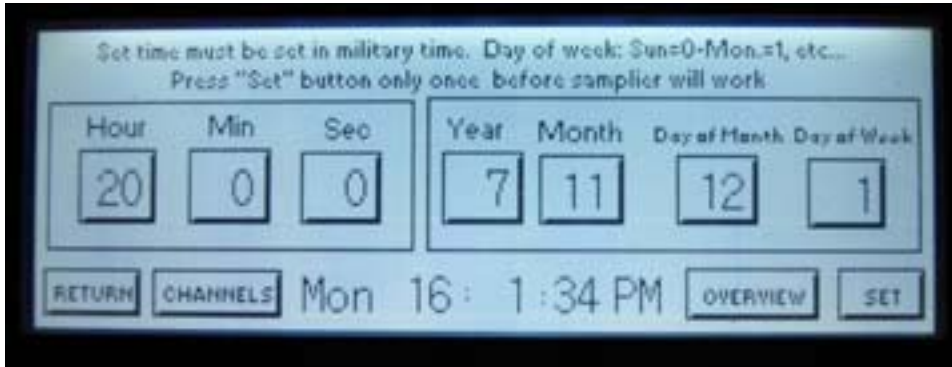 Set time must be set in military time. Day of week: Sun=0-Mon.=1, etc...
Press "Set" button only once before samplier will work
Hour Min Sec Year Month Day of Month Day of Week
20 0 0 7 11 12 1
RETURN CHANNELS Mon 16: 1:34 PM OVERVIEW SET